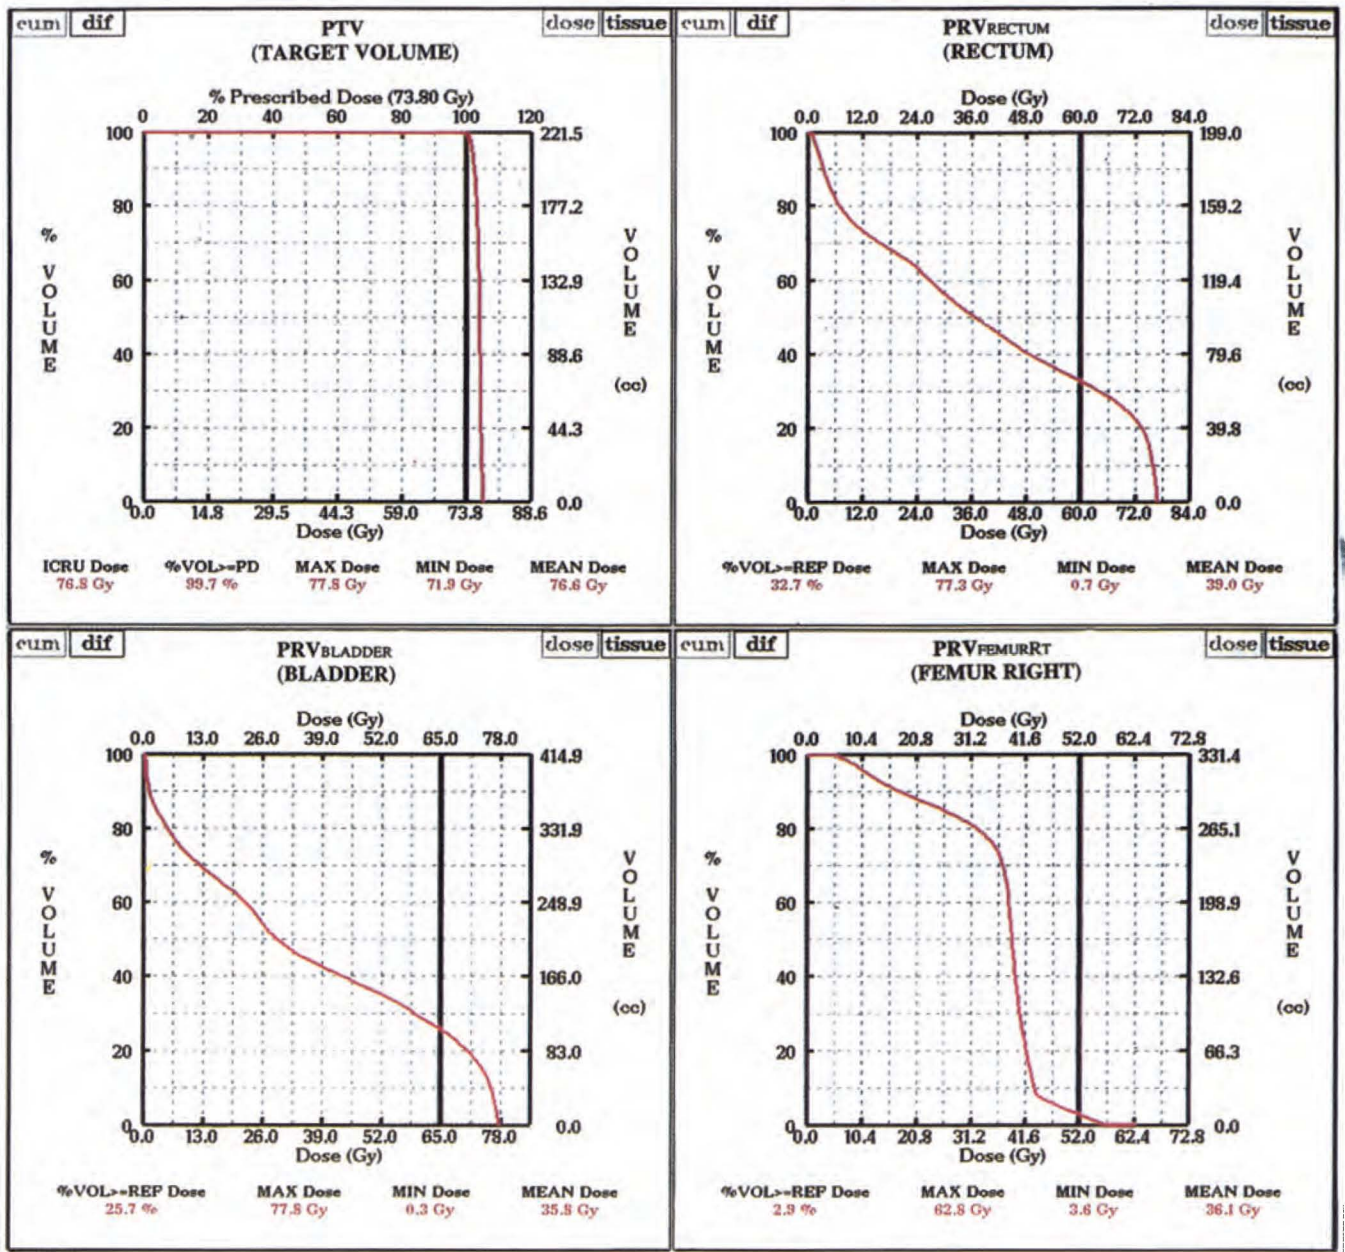 cum dif PTV dose tissue
(TARGET VOLUME)
% Prescribed Dose (73.80 Gy)
0 20 40 60 80 100 120
100 221.5
80 177.2
60 132.9
40 88.6
20 44.3
0 0.0
% VOLUME
VOLUME (cc)
0.0 14.8 29.5 44.3 59.0 73.8 88.6
Dose (Gy)
ICRU Dose %VOL>=PD MAX Dose MIN Dose MEAN Dose
76.8 Gy 99.7 % 77.8 Gy 71.9 Gy 76.6 Gy
cum dif PRVRECTUM dose tissue
(RECTUM)
Dose (Gy)
0.0 12.0 24.0 36.0 48.0 60.0 72.0 84.0
100 199.0
80 159.2
60 119.4
40 79.6
20 39.8
0 0.0
% VOLUME
VOLUME (cc)
0.0 12.0 24.0 36.0 48.0 60.0 72.0 84.0
Dose (Gy)
%VOL>=REF Dose MAX Dose MIN Dose MEAN Dose
32.7 % 77.3 Gy 0.7 Gy 39.0 Gy
cum dif PRVBLADDER dose tissue
(BLADDER)
Dose (Gy)
0.0 13.0 26.0 39.0 52.0 65.0 78.0
100 414.9
80 331.9
60 248.9
40 166.0
20 83.0
0 0.0
% VOLUME
VOLUME (cc)
0.0 13.0 26.0 39.0 52.0 65.0 78.0
Dose (Gy)
%VOL>=REF Dose MAX Dose MIN Dose MEAN Dose
25.7 % 77.8 Gy 0.3 Gy 35.8 Gy
cum dif PRVFEMURRT dose tissue
(FEMUR RIGHT)
Dose (Gy)
0.0 10.4 20.8 31.2 41.6 52.0 62.4 72.8
100 331.4
80 265.1
60 198.9
40 132.6
20 66.3
0 0.0
% VOLUME
VOLUME (cc)
0.0 10.4 20.8 31.2 41.6 52.0 62.4 72.8
Dose (Gy)
%VOL>=REF Dose MAX Dose MIN Dose MEAN Dose
2.9 % 62.8 Gy 3.6 Gy 36.1 Gy